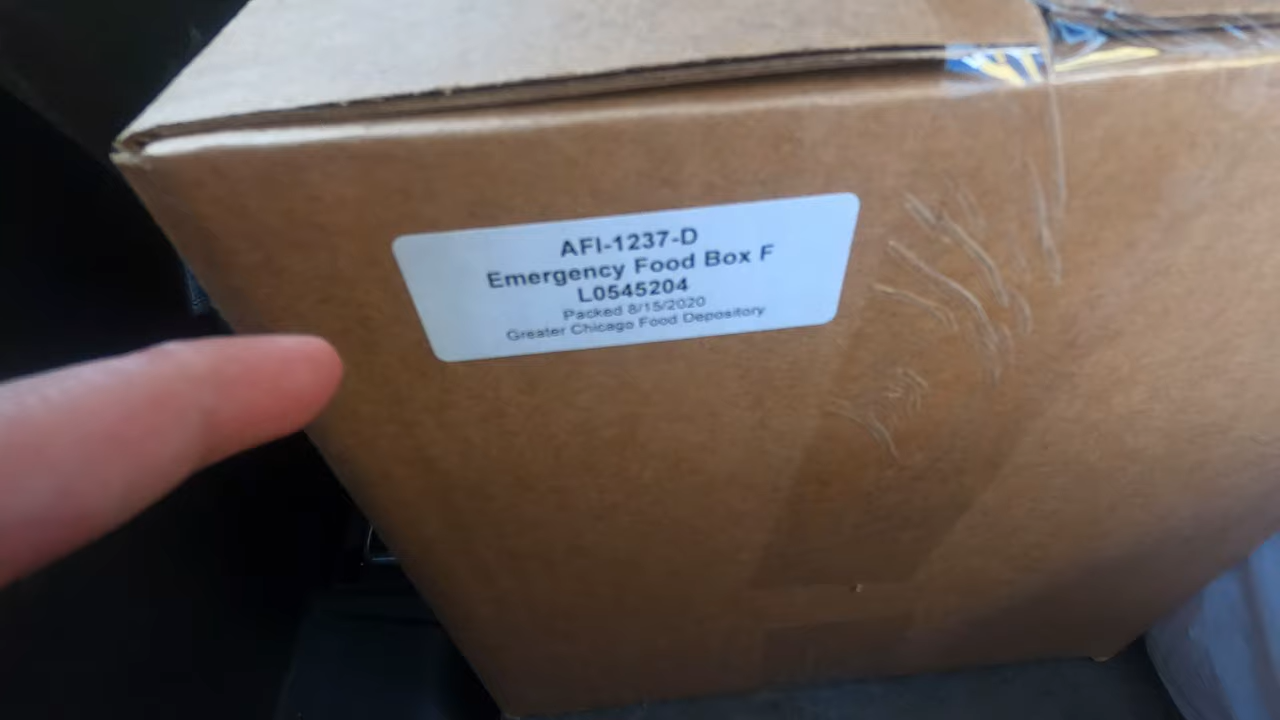 AFI-1237-D
Emergency Food Box F
L0545204
Packed 8/15/2020
Greater Chicago Food Depository